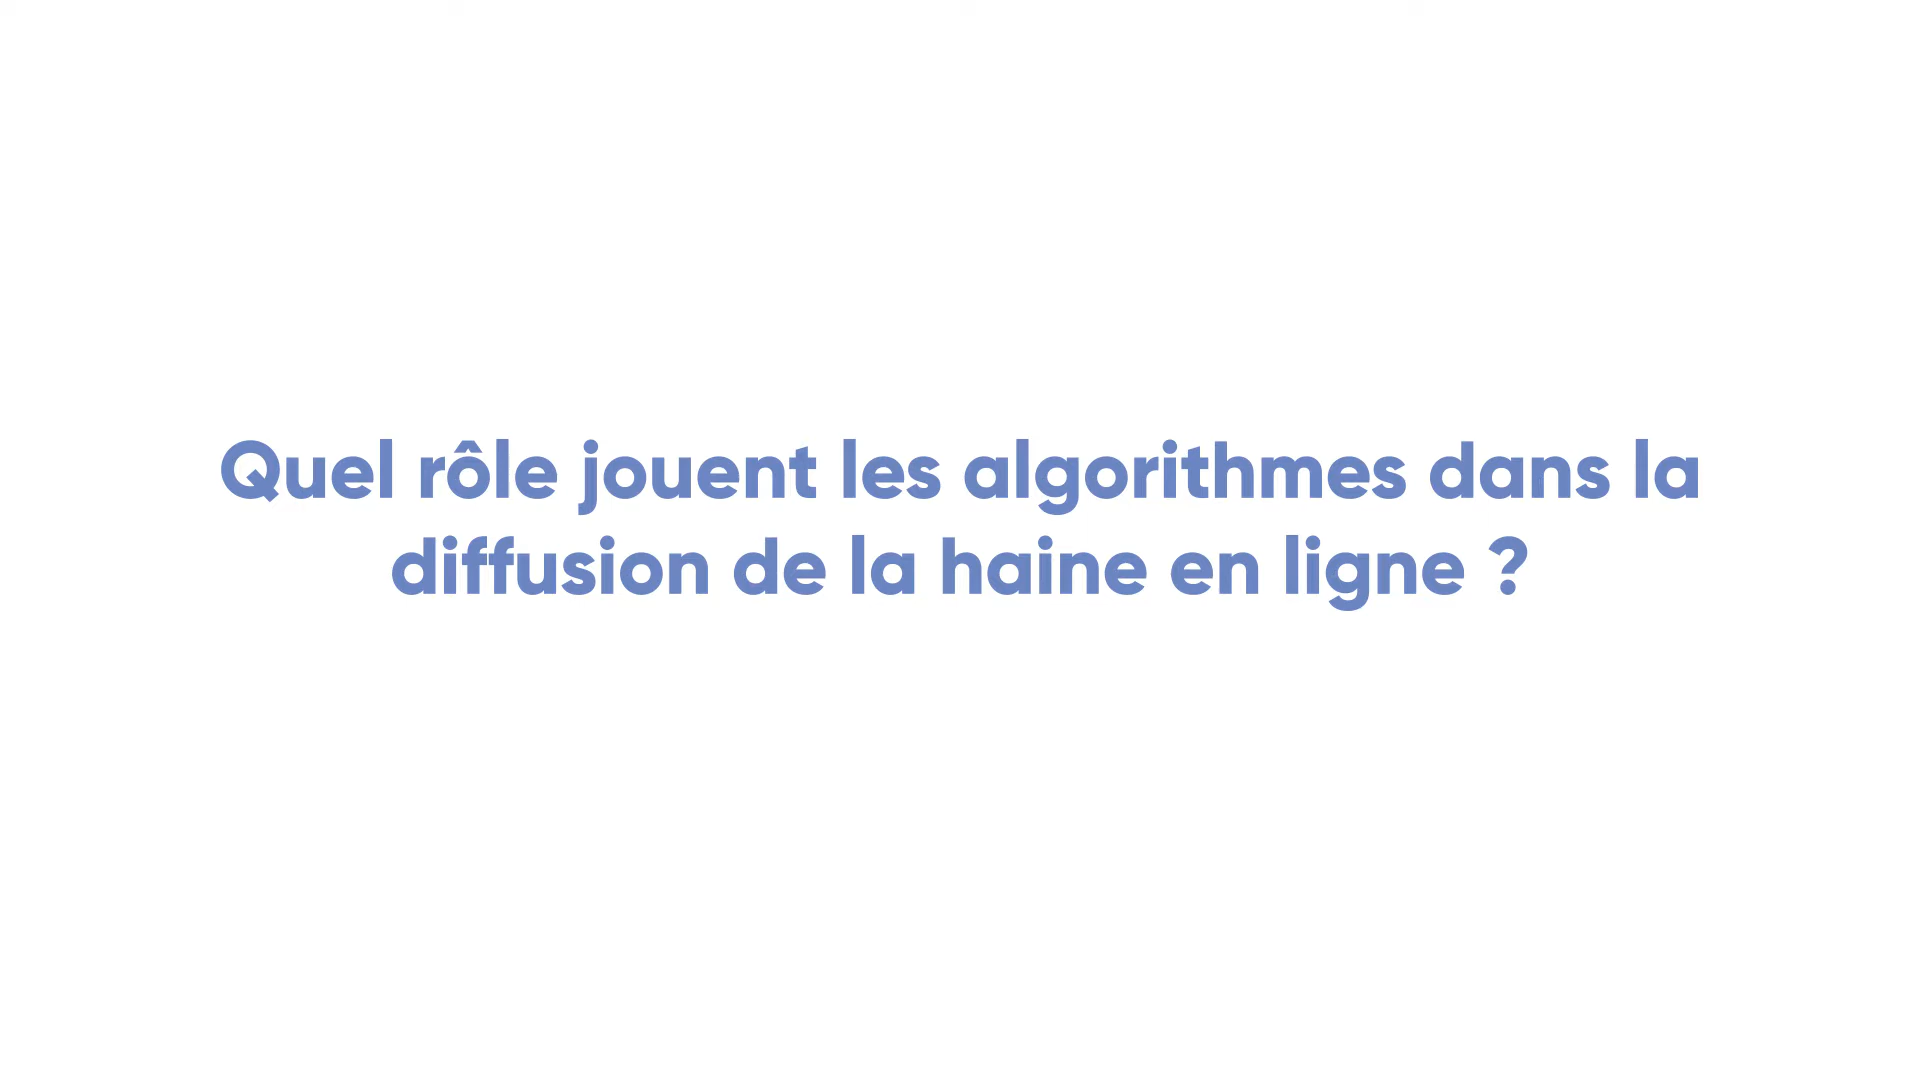 Quel rôle jouent les algorithmes dans la
diffusion de la haine en ligne ?